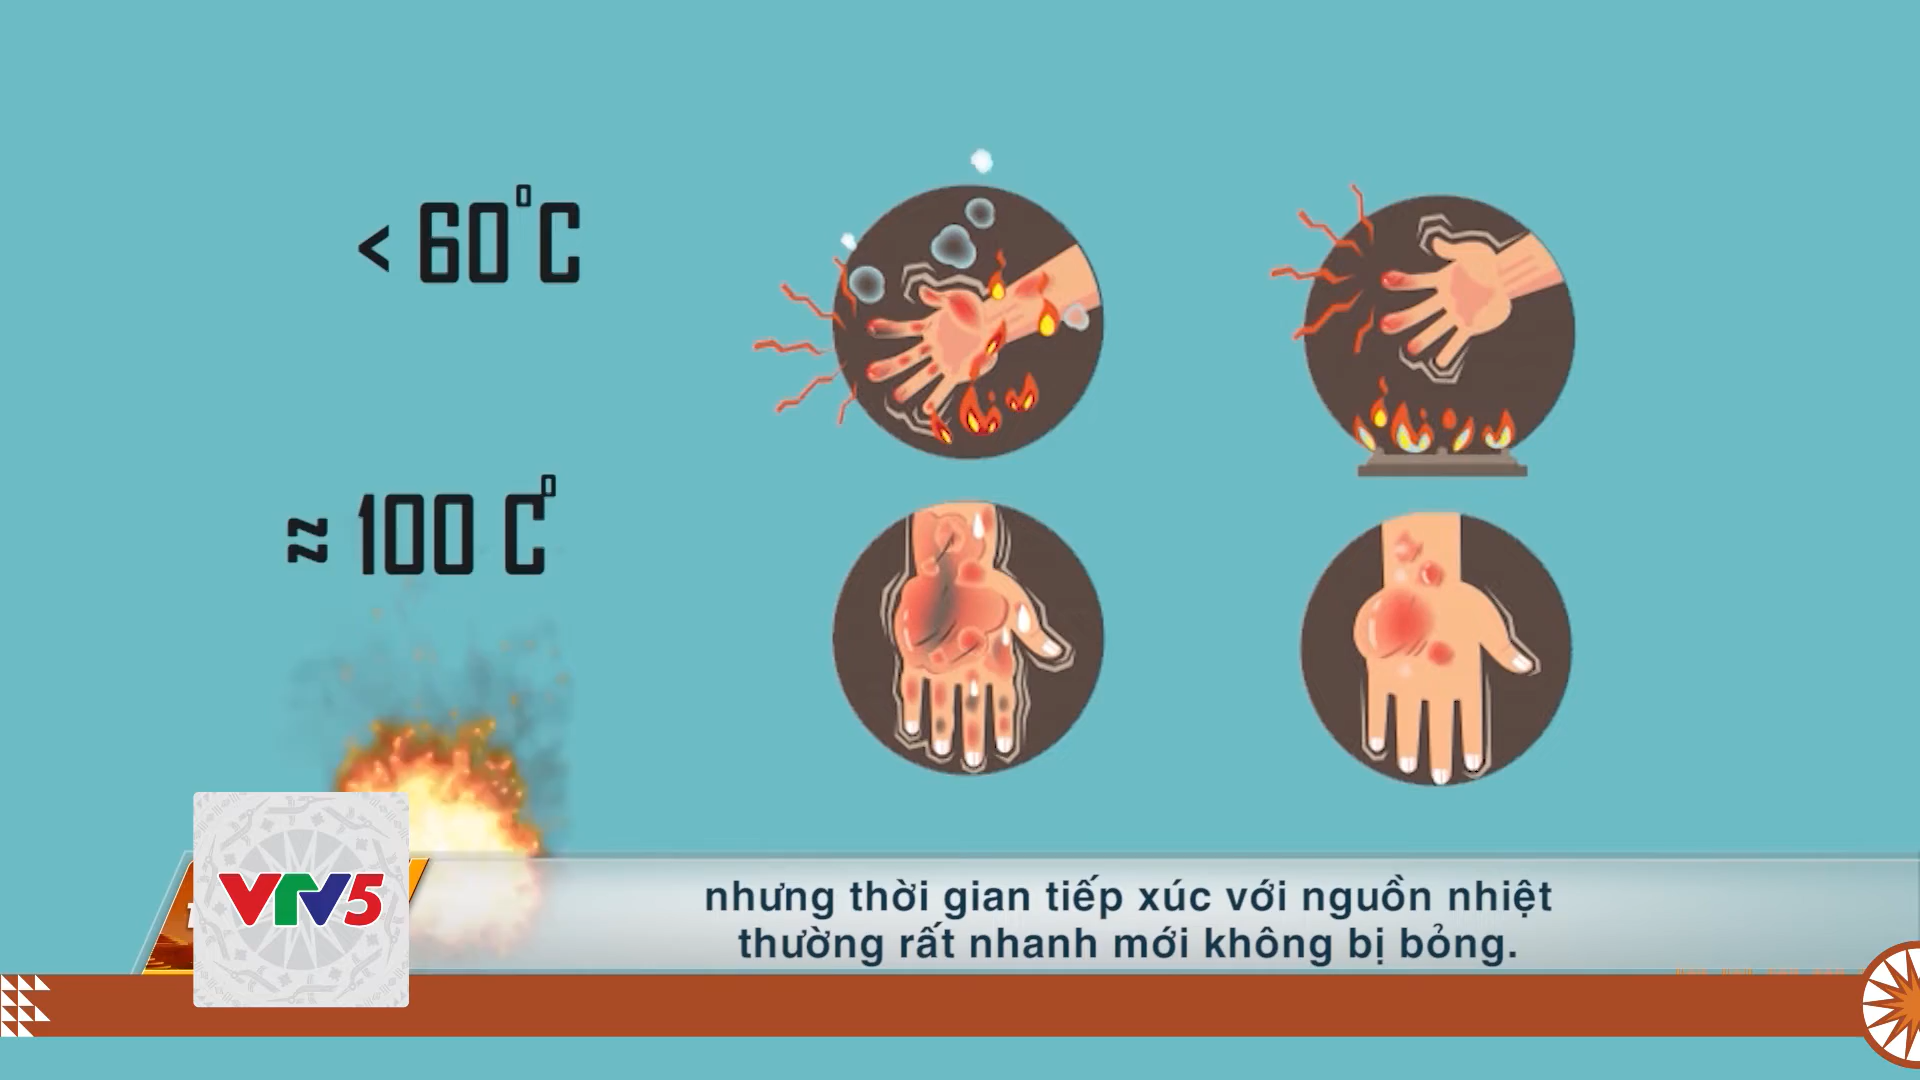 < 60°C
≈ 100 C°
VTV5
nhưng thời gian tiếp xúc với nguồn nhiệt
thường rất nhanh mới không bị bỏng.